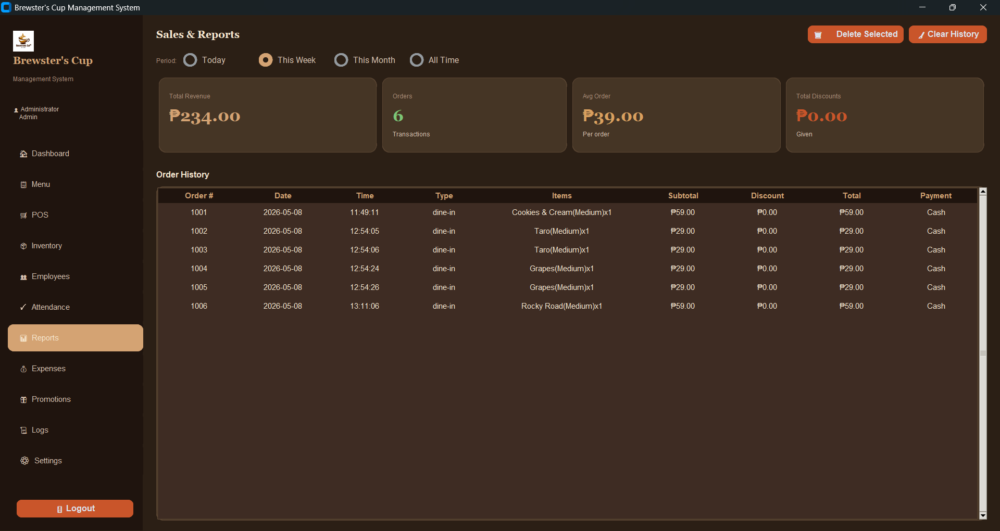 Brewster's Cup Management System
Brewster's Cup
Management System
Administrator
Admin
Dashboard
Menu
POS
Inventory
Employees
Attendance
Reports
Expenses
Promotions
Logs
Settings
Logout
Sales & Reports
Delete Selected
Clear History
Period: Today This Week This Month All Time
Total Revenue
₱234.00
Orders
6
Transactions
Avg Order
₱39.00
Per order
Total Discounts
₱0.00
Given
Order History
Order # Date Time Type Items Subtotal Discount Total Payment
1001 2026-05-08 11:49:11 dine-in Cookies & Cream(Medium)x1 ₱59.00 ₱0.00 ₱59.00 Cash
1002 2026-05-08 12:54:05 dine-in Taro(Medium)x1 ₱29.00 ₱0.00 ₱29.00 Cash
1003 2026-05-08 12:54:06 dine-in Taro(Medium)x1 ₱29.00 ₱0.00 ₱29.00 Cash
1004 2026-05-08 12:54:24 dine-in Grapes(Medium)x1 ₱29.00 ₱0.00 ₱29.00 Cash
1005 2026-05-08 12:54:26 dine-in Grapes(Medium)x1 ₱29.00 ₱0.00 ₱29.00 Cash
1006 2026-05-08 13:11:06 dine-in Rocky Road(Medium)x1 ₱59.00 ₱0.00 ₱59.00 Cash